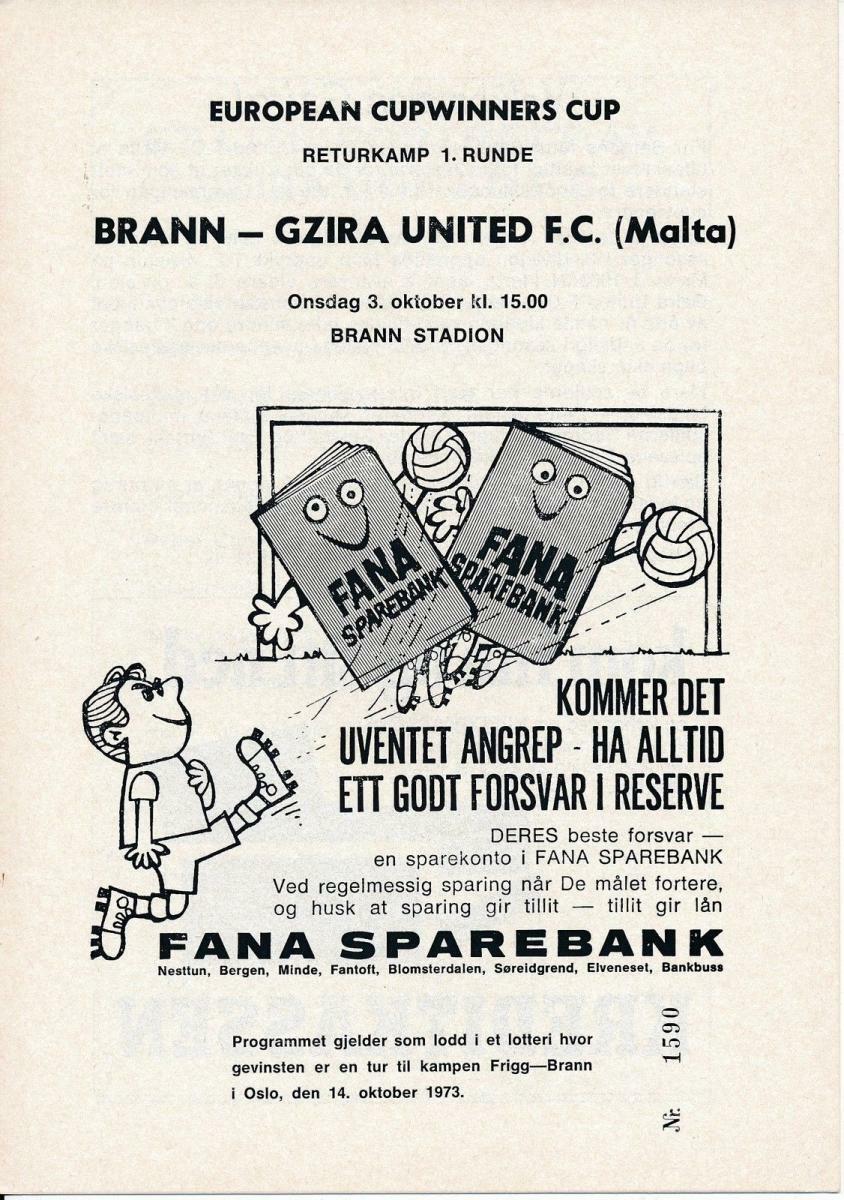 EUROPEAN CUPWINNERS CUP
RETURKAMP 1. RUNDE
BRANN — GZIRA UNITED F.C. (Malta)
Onsdag 3. oktober kl. 15.00
BRANN STADION
FANA
SPAREBANK
FANA
SPAREBANK
KOMMER DET
UVENTET ANGREP - HA ALLTID
ETT GODT FORSVAR I RESERVE
DERES beste forsvar —
en sparekonto i FANA SPAREBANK
Ved regelmessig sparing når De målet fortere,
og husk at sparing gir tillit — tillit gir lån
FANA SPAREBANK
Nesttun, Bergen, Minde, Fantoft, Blomsterdalen, Søreidgrend, Elveneset, Bankbuss
Programmet gjelder som lodd i et lotteri hvor
gevinsten er en tur til kampen Frigg—Brann
i Oslo, den 14. oktober 1973.
Nr. 1590